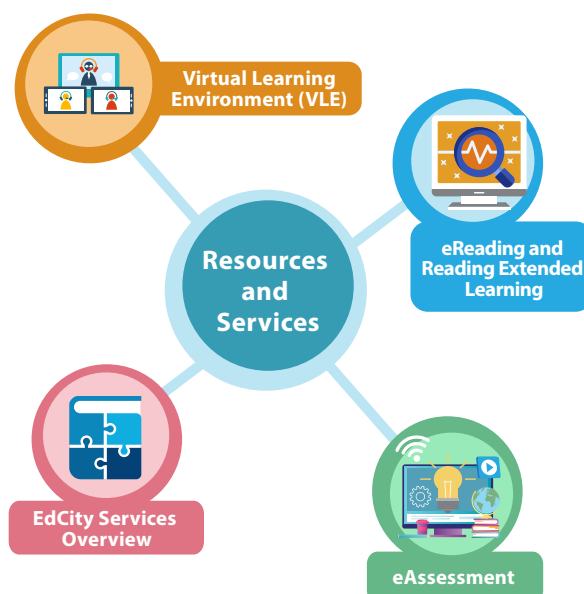 Virtual Learning
Environment (VLE)
eReading and
Reading Extended
Learning
Resources
and
Services
EdCity Services
Overview
eAssessment